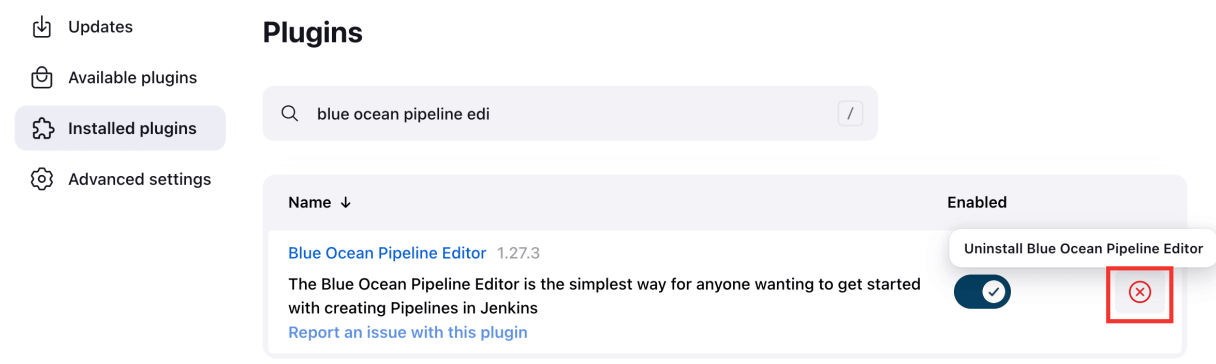 Updates
Available plugins
Installed plugins
Advanced settings
Plugins
blue ocean pipeline edi
/
Name ↓ Enabled
Blue Ocean Pipeline Editor 1.27.3
Uninstall Blue Ocean Pipeline Editor
The Blue Ocean Pipeline Editor is the simplest way for anyone wanting to get started
with creating Pipelines in Jenkins
Report an issue with this plugin